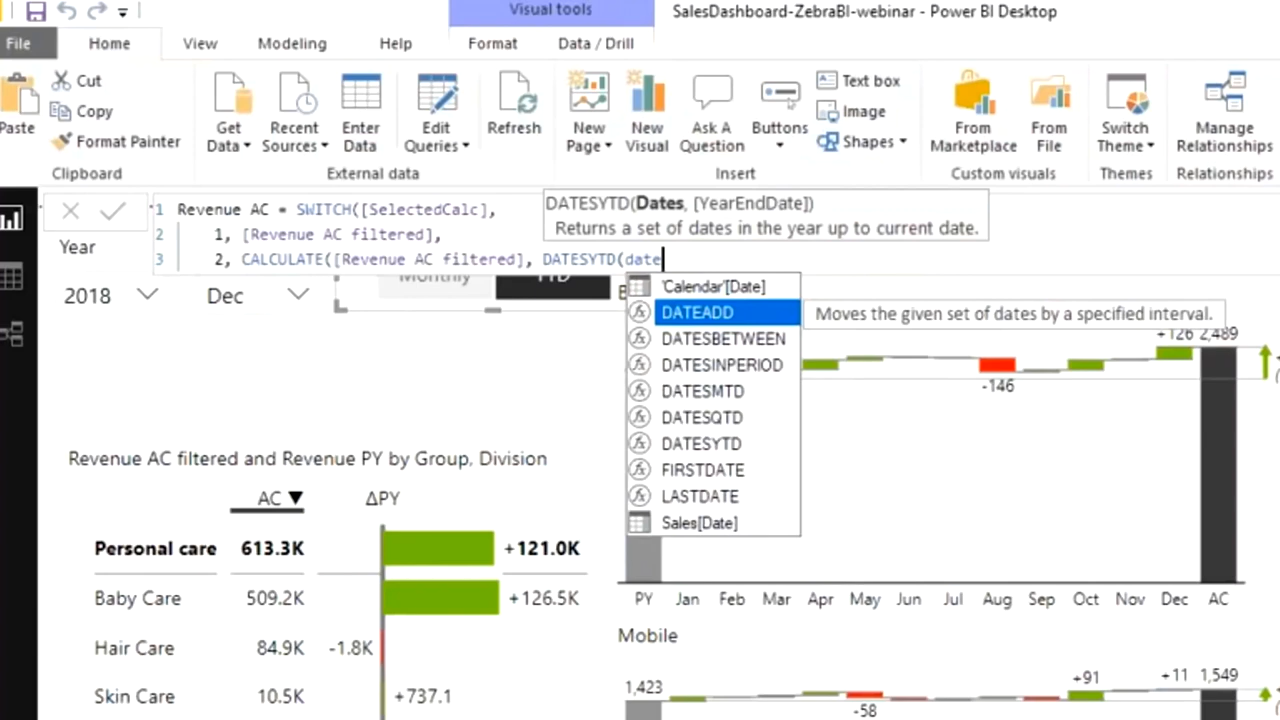 Visual tools
SalesDashboard-ZebraBI-webinar - Power BI Desktop
File Home View Modeling Help Format Data / Drill
Paste
Cut
Copy
Format Painter
Clipboard
Get Data
Recent Sources
Enter Data
Edit Queries
Refresh
External data
New Page
New Visual
Ask A Question
Buttons
Text box
Image
Shapes
Insert
From Marketplace
From File
Custom visuals
Switch Theme
Themes
Manage Relationships
Relationships
1 Revenue AC = SWITCH([SelectedCalc],
2 1, [Revenue AC filtered],
3 2, CALCULATE([Revenue AC filtered], DATESYTD(date
DATESYTD(Dates, [YearEndDate])
Returns a set of dates in the year up to current date.
Year
2018
Dec
Monthly
YTD
'Calendar'[Date]
DATEADD
Moves the given set of dates by a specified interval.
DATESBETWEEN
DATESINPERIOD
DATESMTD
DATESQTD
DATESYTD
FIRSTDATE
LASTDATE
Sales[Date]
+126 2,489
-146
PY Jan Feb Mar Apr May Jun Jul Aug Sep Oct Nov Dec AC
Revenue AC filtered and Revenue PY by Group, Division
AC ▼ ΔPY
Personal care 613.3K +121.0K
Baby Care 509.2K +126.5K
Hair Care 84.9K -1.8K
Skin Care 10.5K +737.1
Mobile
1,423
-58
+91
+11 1,549